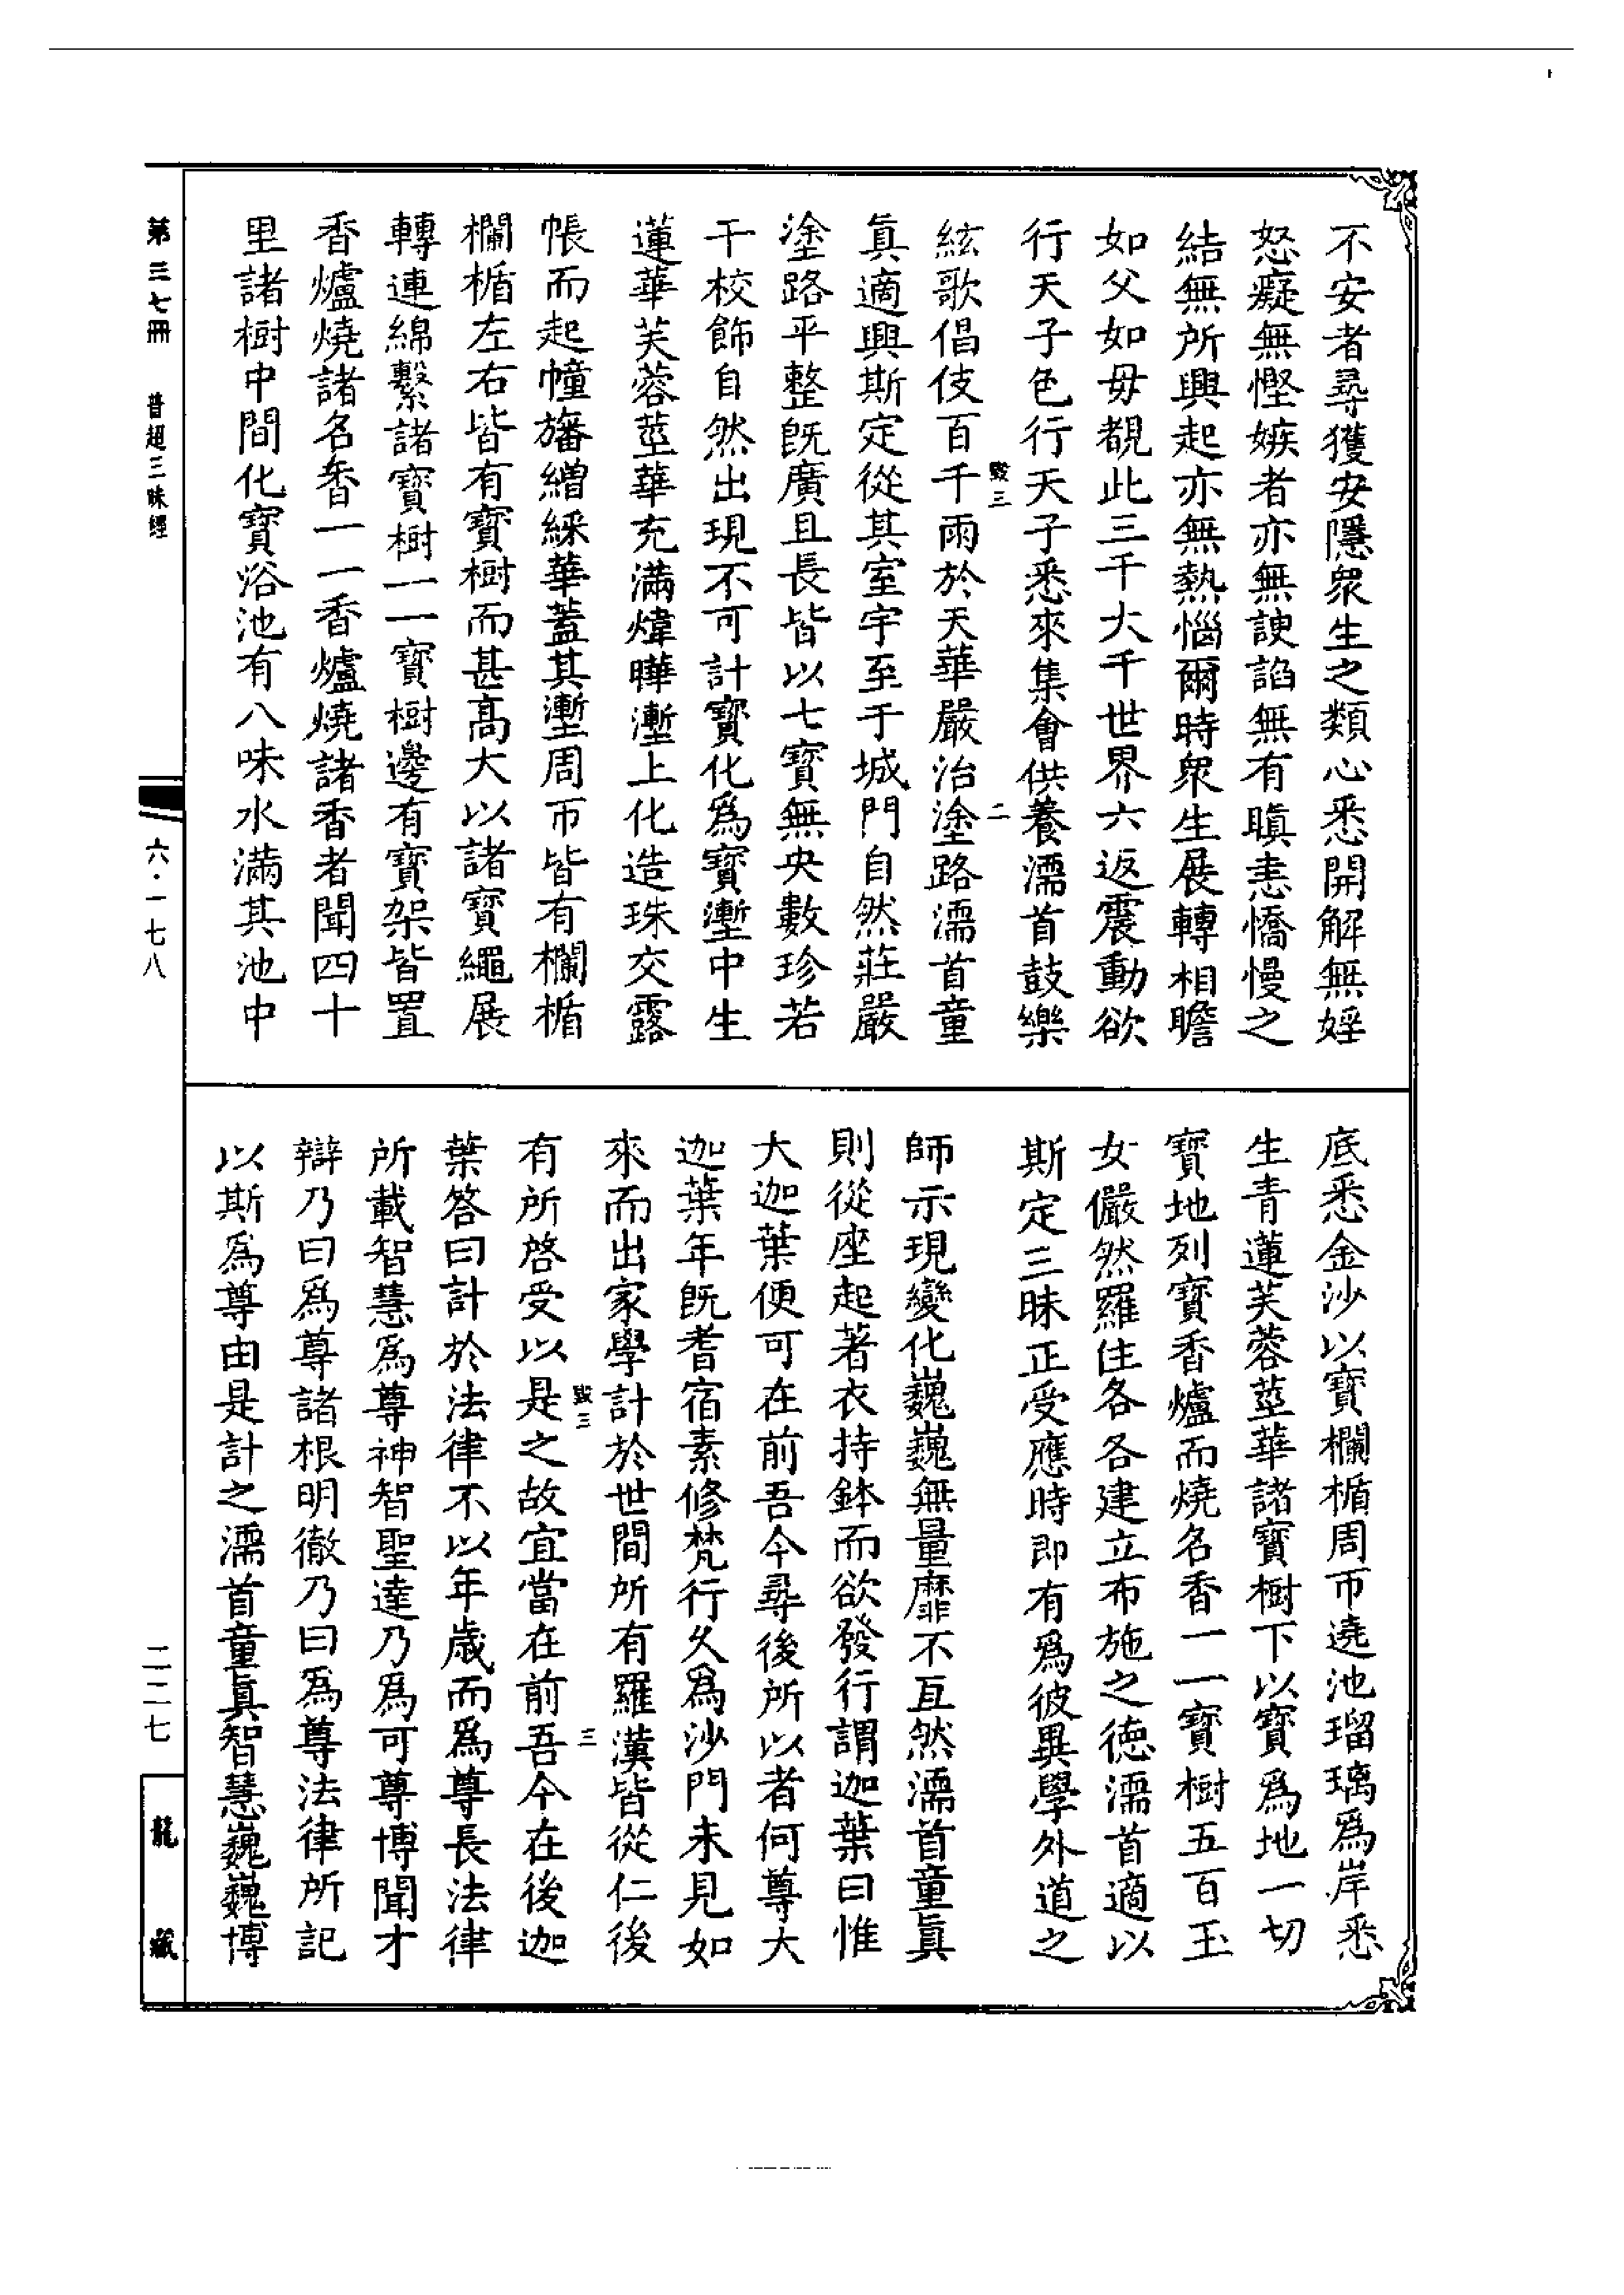 不安者尋獲安隱衆生之類心悉開解無婬
怒癡無慳嫉者亦無諛諂無有瞋恚憍慢之
結無所興起亦無熱惱爾時衆生展轉相瞻
如父如母覩此三千大千世界六返震動欲
行天子色行天子悉來集會供養濡首鼓樂
絃歌倡伎百千雨於天華嚴治塗路濡首童
眞適興斯定從其室宇至于城門自然莊嚴
塗路平整旣廣且長皆以七寶無央數珍若
干校飾自然出現不可計寶化爲寶壍中生
蓮華芙蓉莖華充滿煒曄壍上化造珠交露
帳而起幢旛繒綵華蓋其壍周帀皆有欄楯
欄楯左右皆有寶樹而甚高大以諸寶繩展
轉連綿繫諸寶樹一一寶樹邊有寶架皆置
香爐燒諸名香一一香爐燒諸香者聞四十
里諸樹中間化寶浴池有八味水滿其池中
底悉金沙以寶欄楯周帀遶池瑠璃爲岸悉
生青蓮芙蓉莖華諸寶樹下以寶爲地一切
寶地列寶香爐而燒名香一一寶樹五百玉
女儼然羅住各各建立布施之德濡首適以
斯定三昧正受應時即有爲彼異學外道之
師示現變化巍巍無量靡不亘然濡首童眞
則從座起著衣持鉢而欲發行謂迦葉曰惟
大迦葉便可在前吾今尋後所以者何尊大
迦葉年旣耆宿素修梵行久爲沙門未見如
來而出家學計於世間所有羅漢皆從仁後
有所啓受以是之故宜當在前吾今在後迦
葉答曰計於法律不以年歲而爲尊長法律
所載智慧爲尊神智聖達乃爲可尊博聞才
辯乃曰爲尊諸根明徹乃曰爲尊法律所記
以斯爲尊由是計之濡首童眞智慧巍巍博
三
二
三
三
第三七冊
普超三昧經
六·一七八
二二七
龍藏